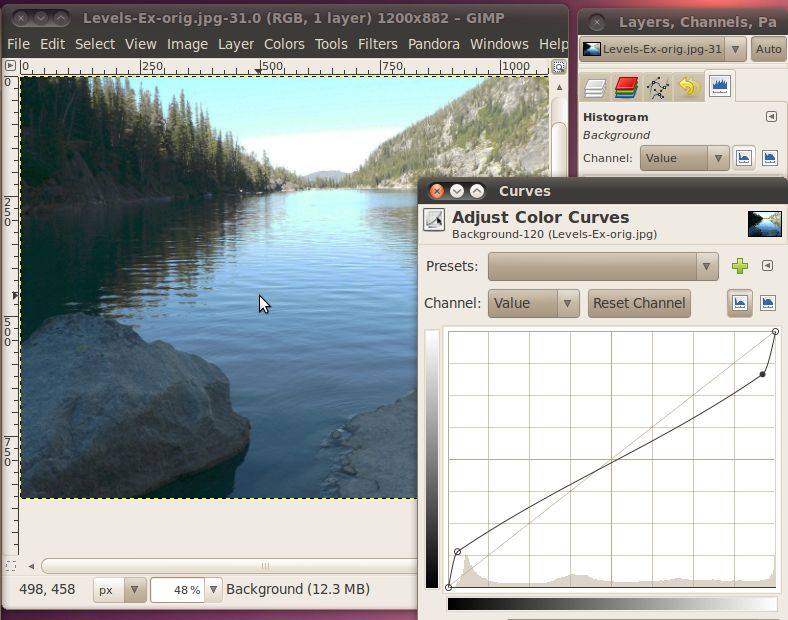 Levels-Ex-orig.jpg-31.0 (RGB, 1 layer) 1200x882 – GIMP
File Edit Select View Image Layer Colors Tools Filters Pandora Windows Help
0 250 500 750 1000
0
250
500
750
498, 458 px 48 % Background (12.3 MB)
Layers, Channels, Pa
Levels-Ex-orig.jpg-31 Auto
Histogram
Background
Channel: Value
Curves
Adjust Color Curves
Background-120 (Levels-Ex-orig.jpg)
Presets:
Channel: Value Reset Channel